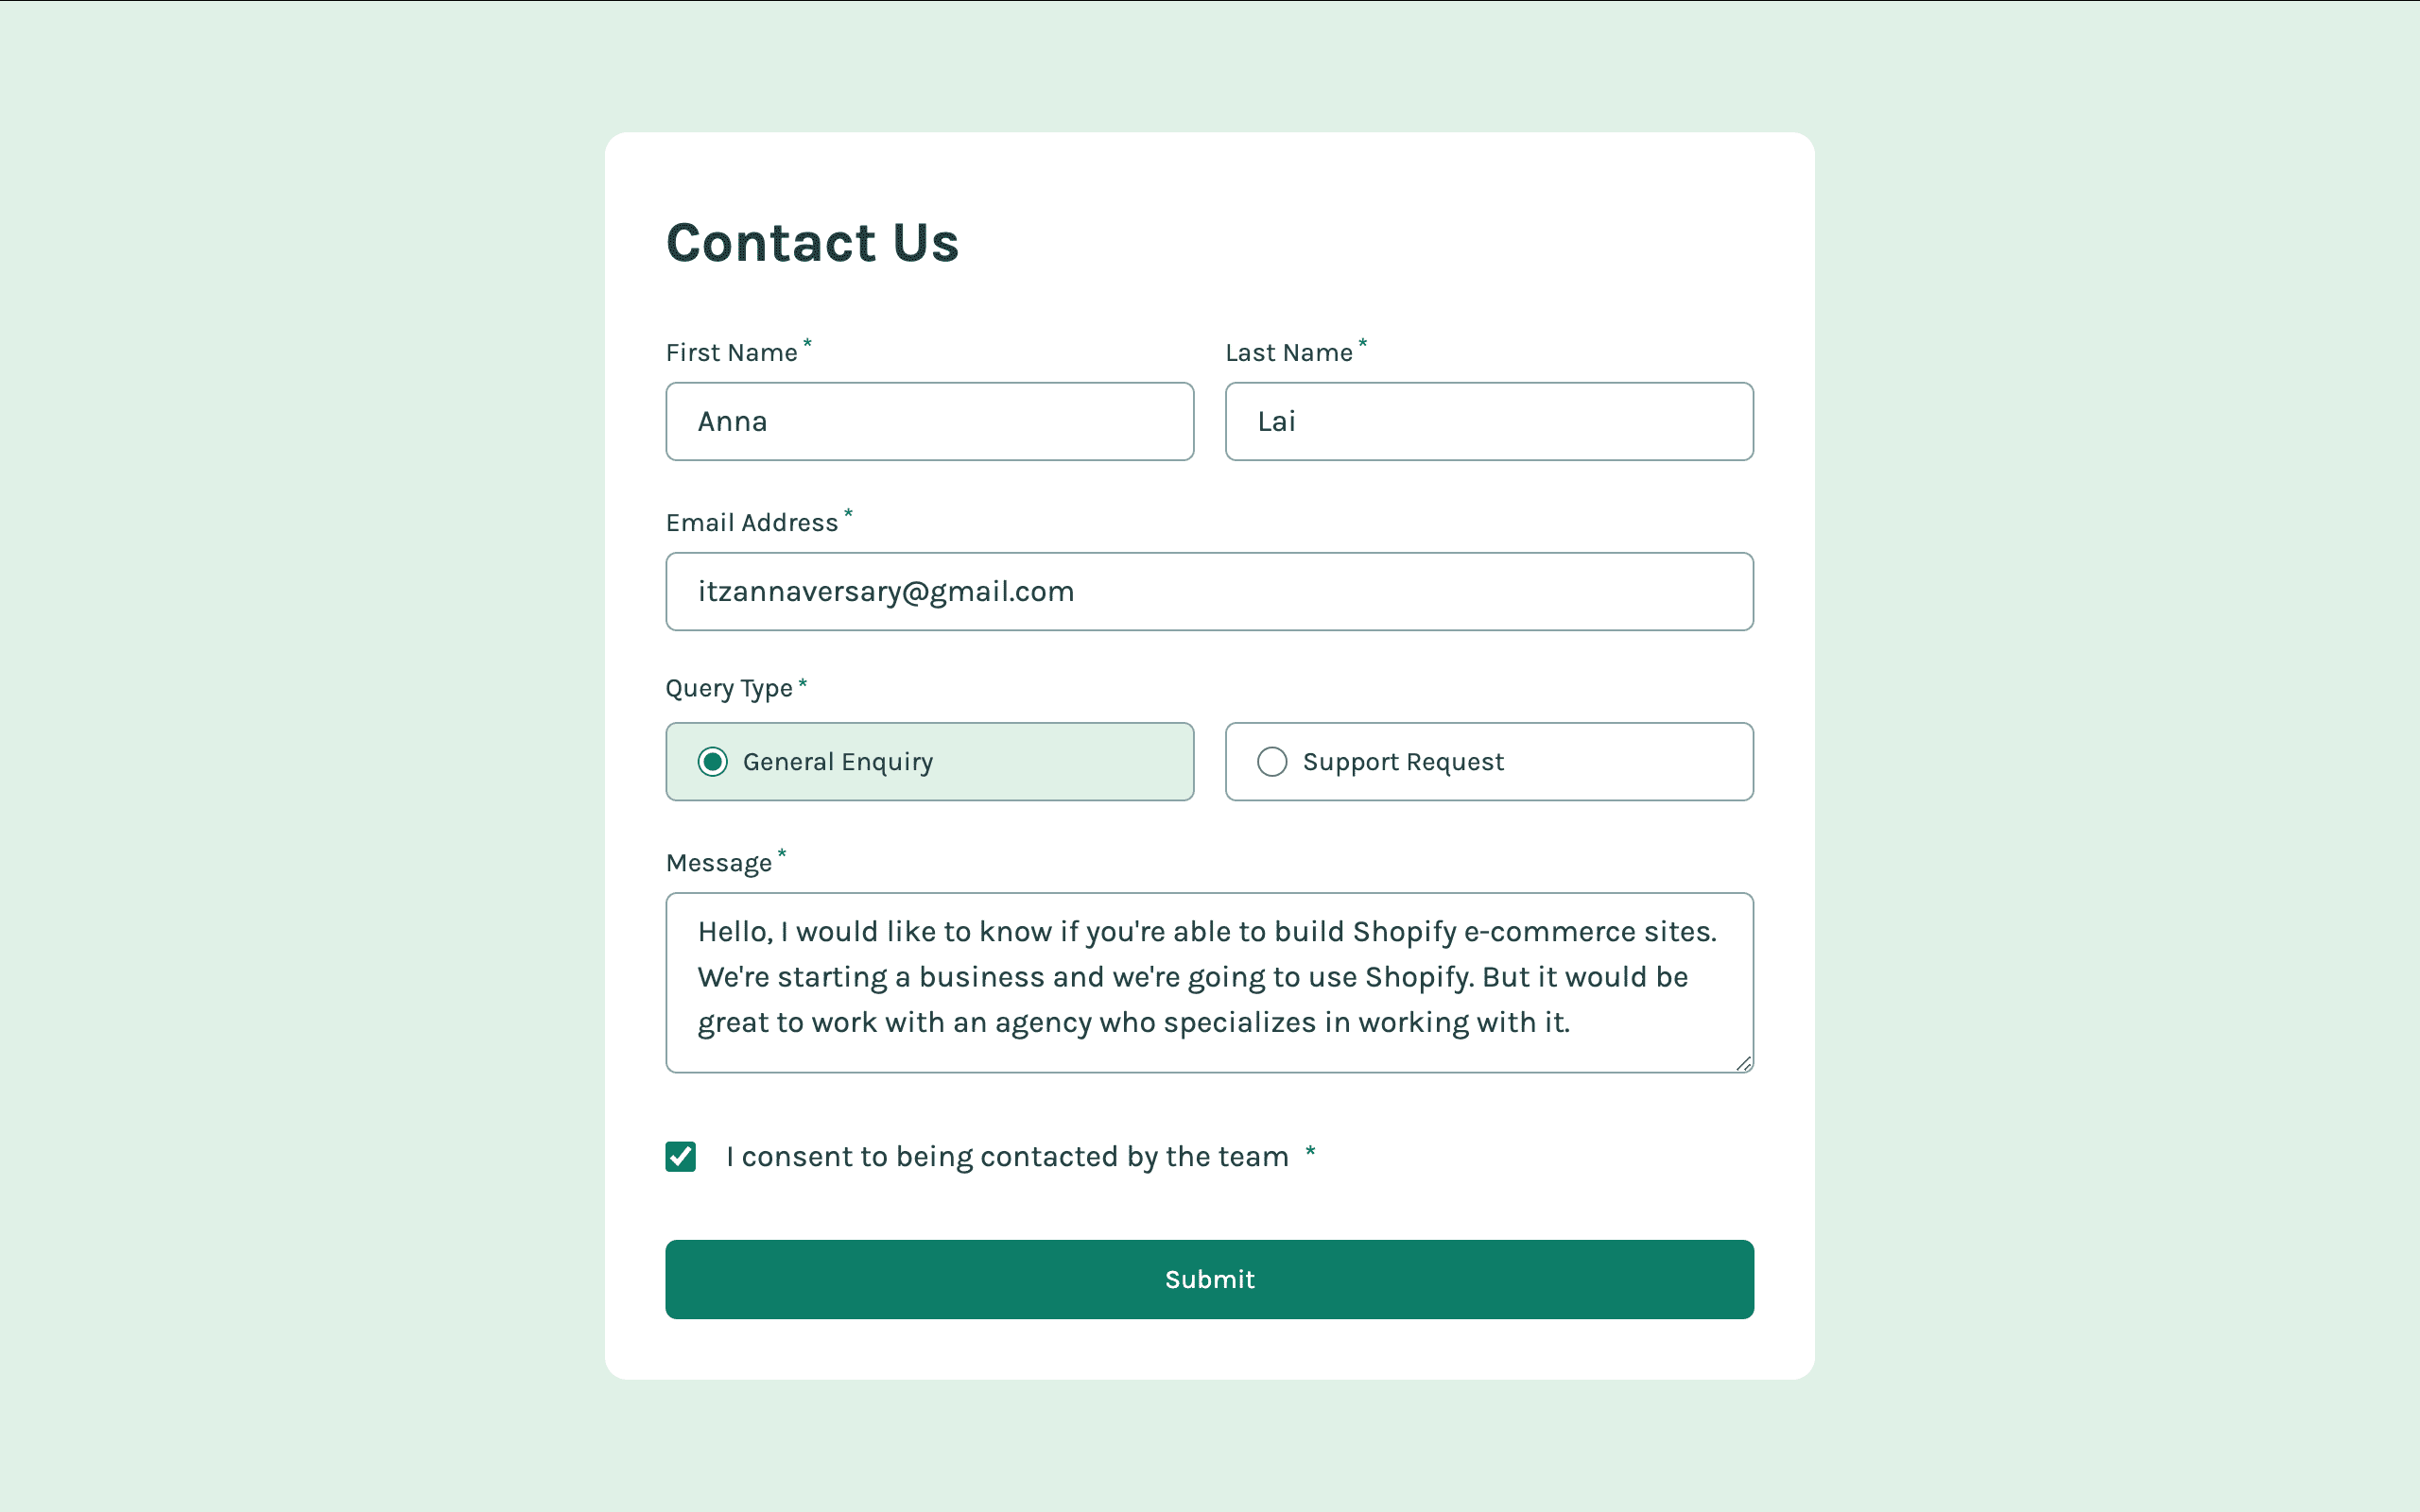 Contact Us
First Name *
Last Name *
Anna
Lai
Email Address *
itzannaversary@gmail.com
Query Type *
General Enquiry
Support Request
Message *
Hello, I would like to know if you're able to build Shopify e-commerce sites.
We're starting a business and we're going to use Shopify. But it would be
great to work with an agency who specializes in working with it.
I consent to being contacted by the team *
Submit